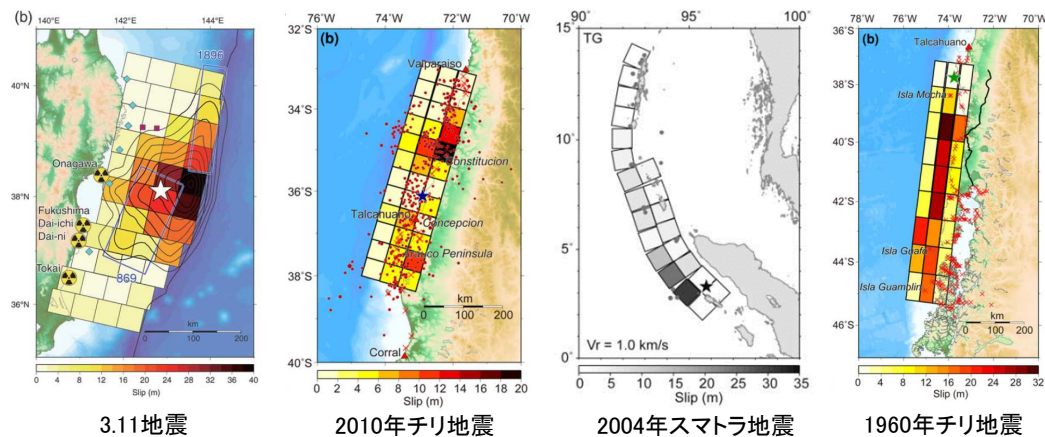 (b)
140°E
142°E
144°E
1896
40°N
38°N
36°N
Onagawa
Fukushima
Dai-ichi
Dai-ni
Tokai
869
km
0 100 200
0 4 8 12 16 20 24 28 32 36 40
Slip (m)
3.11地震
76°W 74°W 72°W 70°W
(b)
32°S
34°S
36°S
38°S
40°S
Valparaiso
Constitucion
Talcahuano
Concepcion
Arauco Peninsula
Corral
km
0 100 200
0 2 4 6 8 10 12 14 16 18 20
Slip (m)
2010年チリ地震
90° 95° 100°
TG
15°
10°
5°
0°
Vr = 1.0 km/s
0 5 10 15 20 25 30 35
Slip (m)
2004年スマトラ地震
76°W 74°W 72°W 70°W
(b)
36°S
38°S
40°S
42°S
44°S
46°S
Talcahuano
Isla Mocha
Isla Guafo
Isla Guamblin
km
0 100 200
0 4 8 12 16 20 24 28 32
Slip (m)
1960年チリ地震